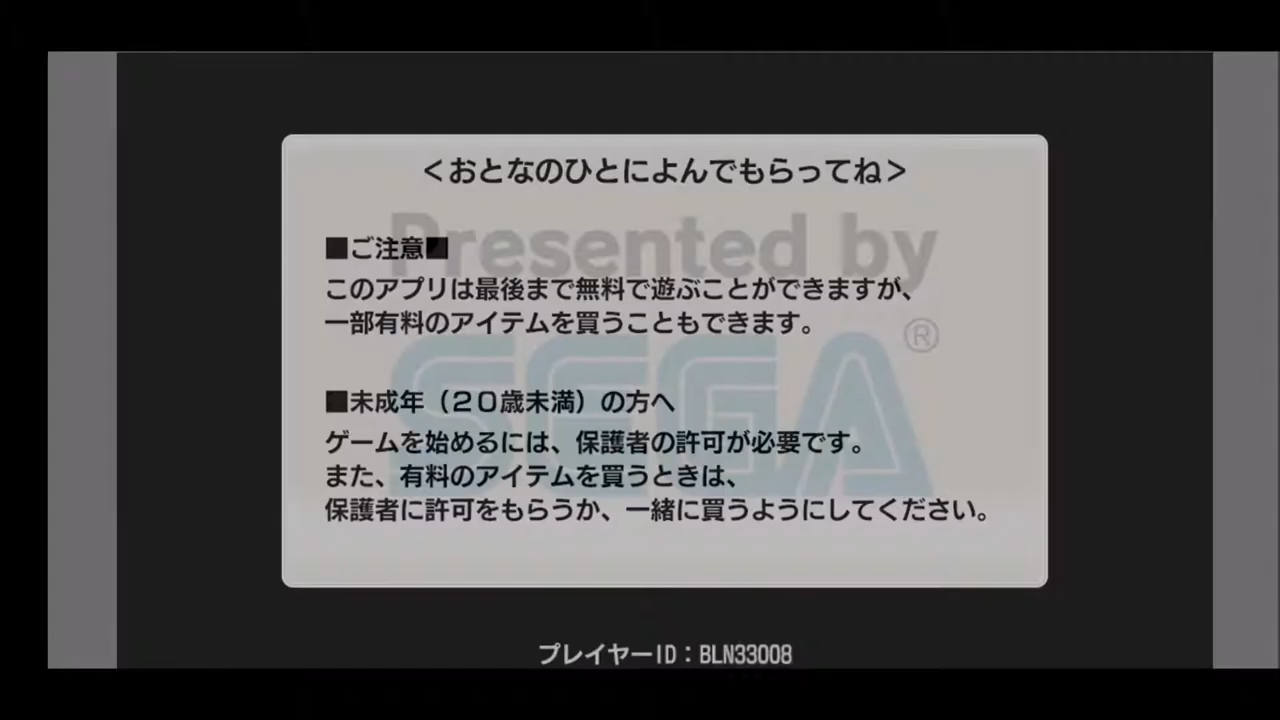 ＜おとなのひとによんでもらってね＞
■ご注意■
Presented by
このアプリは最後まで無料で遊ぶことができますが、
一部有料のアイテムを買うこともできます。
SEGA®
■未成年（２０歳未満）の方へ
ゲームを始めるには、保護者の許可が必要です。
また、有料のアイテムを買うときは、
保護者に許可をもらうか、一緒に買うようにしてください。
プレイヤーID：BLN33008